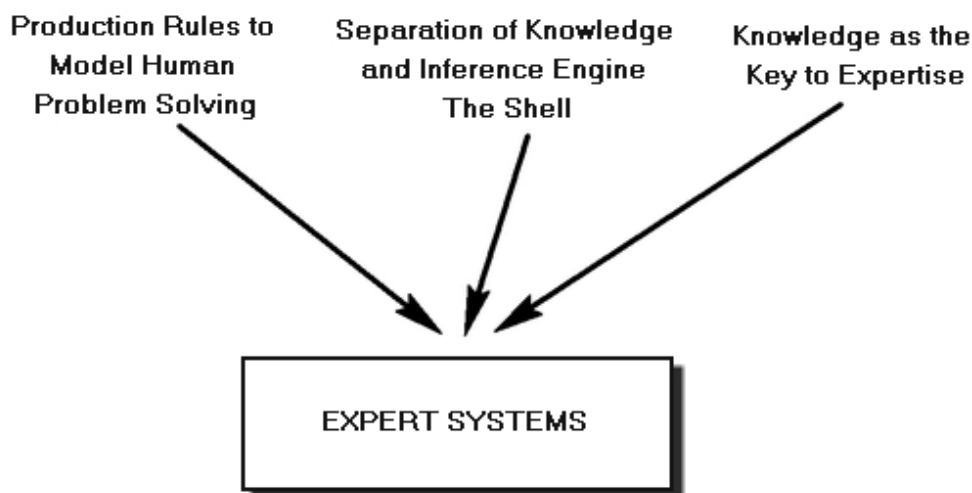 Production Rules to
Model Human
Problem Solving
Separation of Knowledge
and Inference Engine
The Shell
Knowledge as the
Key to Expertise
EXPERT SYSTEMS